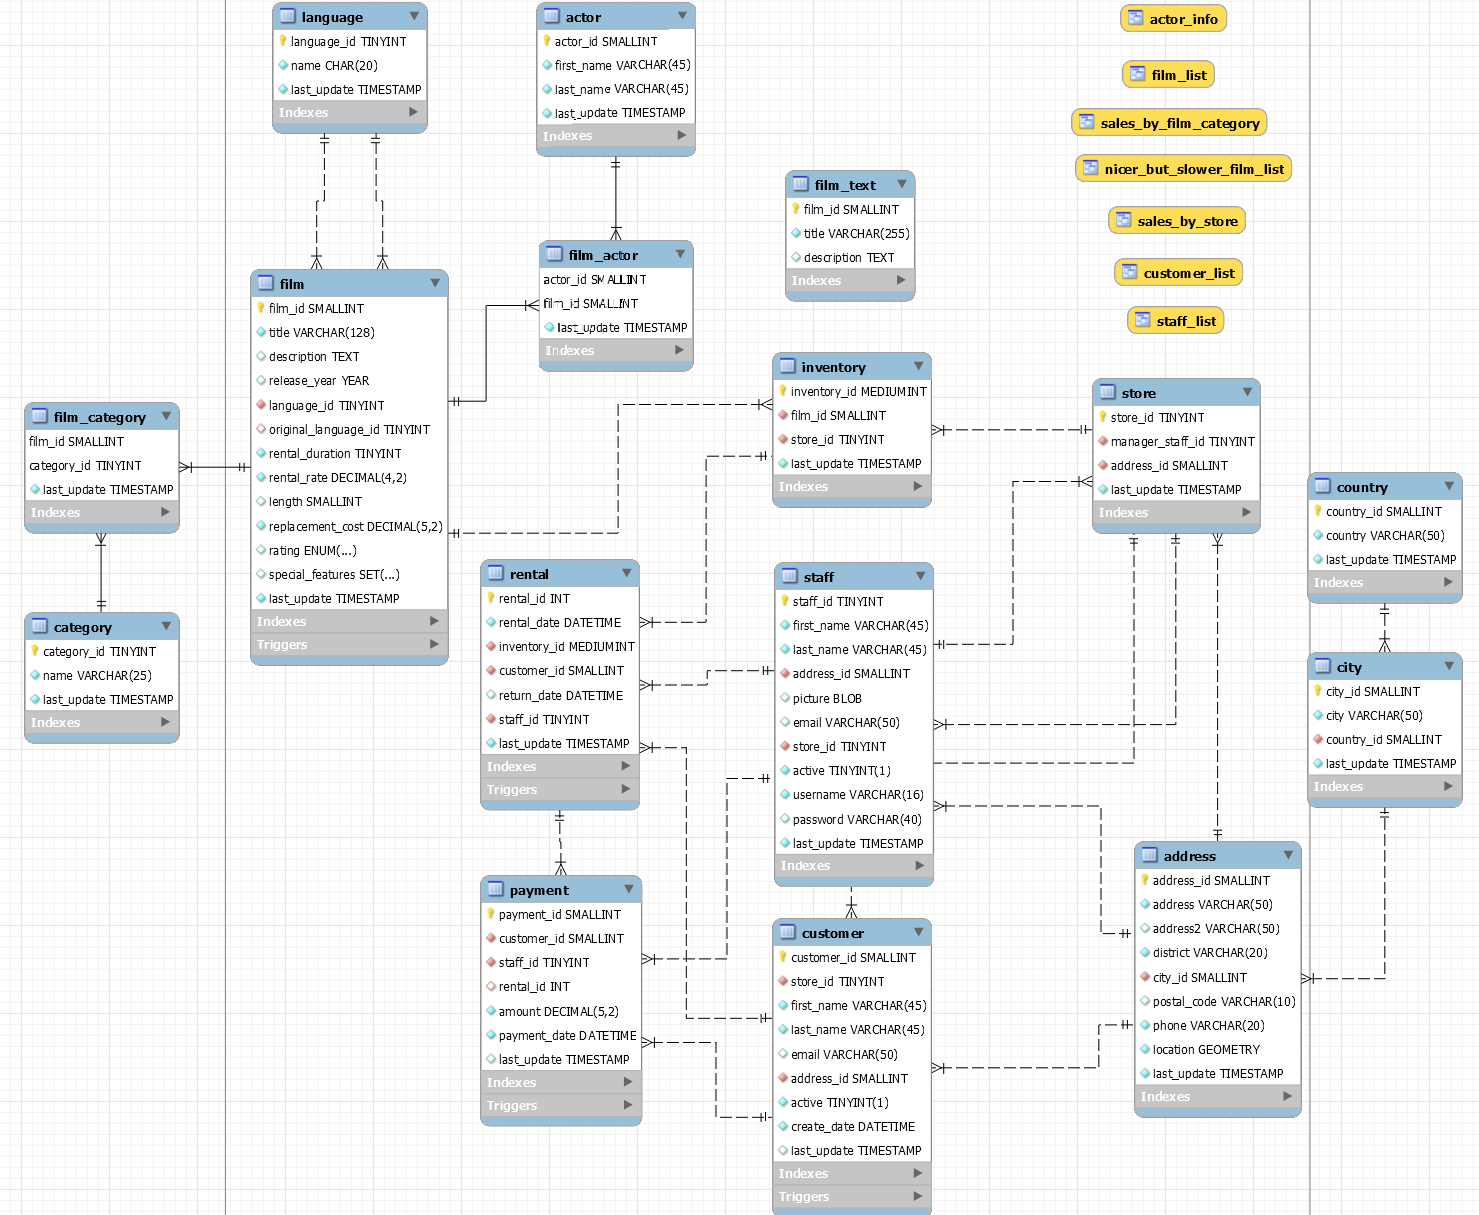 language
language_id TINYINT
name CHAR(20)
last_update TIMESTAMP
Indexes
actor
actor_id SMALLINT
first_name VARCHAR(45)
last_name VARCHAR(45)
last_update TIMESTAMP
Indexes
actor_info
film_list
sales_by_film_category
nicer_but_slower_film_list
sales_by_store
customer_list
staff_list
film_text
film_id SMALLINT
title VARCHAR(255)
description TEXT
Indexes
film_actor
actor_id SMALLINT
film_id SMALLINT
last_update TIMESTAMP
Indexes
film
film_id SMALLINT
title VARCHAR(128)
description TEXT
release_year YEAR
language_id TINYINT
original_language_id TINYINT
rental_duration TINYINT
rental_rate DECIMAL(4,2)
length SMALLINT
replacement_cost DECIMAL(5,2)
rating ENUM(...)
special_features SET(...)
last_update TIMESTAMP
Indexes
Triggers
film_category
film_id SMALLINT
category_id TINYINT
last_update TIMESTAMP
Indexes
category
category_id TINYINT
name VARCHAR(25)
last_update TIMESTAMP
Indexes
inventory
inventory_id MEDIUMINT
film_id SMALLINT
store_id TINYINT
last_update TIMESTAMP
Indexes
store
store_id TINYINT
manager_staff_id TINYINT
address_id SMALLINT
last_update TIMESTAMP
Indexes
country
country_id SMALLINT
country VARCHAR(50)
last_update TIMESTAMP
Indexes
rental
rental_id INT
rental_date DATETIME
inventory_id MEDIUMINT
customer_id SMALLINT
return_date DATETIME
staff_id TINYINT
last_update TIMESTAMP
Indexes
Triggers
staff
staff_id TINYINT
first_name VARCHAR(45)
last_name VARCHAR(45)
address_id SMALLINT
picture BLOB
email VARCHAR(50)
store_id TINYINT
active TINYINT(1)
username VARCHAR(16)
password VARCHAR(40)
last_update TIMESTAMP
Indexes
city
city_id SMALLINT
city VARCHAR(50)
country_id SMALLINT
last_update TIMESTAMP
Indexes
payment
payment_id SMALLINT
customer_id SMALLINT
staff_id TINYINT
rental_id INT
amount DECIMAL(5,2)
payment_date DATETIME
last_update TIMESTAMP
Indexes
Triggers
customer
customer_id SMALLINT
store_id TINYINT
first_name VARCHAR(45)
last_name VARCHAR(45)
email VARCHAR(50)
address_id SMALLINT
active TINYINT(1)
create_date DATETIME
last_update TIMESTAMP
Indexes
Triggers
address
address_id SMALLINT
address VARCHAR(50)
address2 VARCHAR(50)
district VARCHAR(20)
city_id SMALLINT
postal_code VARCHAR(10)
phone VARCHAR(20)
location GEOMETRY
last_update TIMESTAMP
Indexes